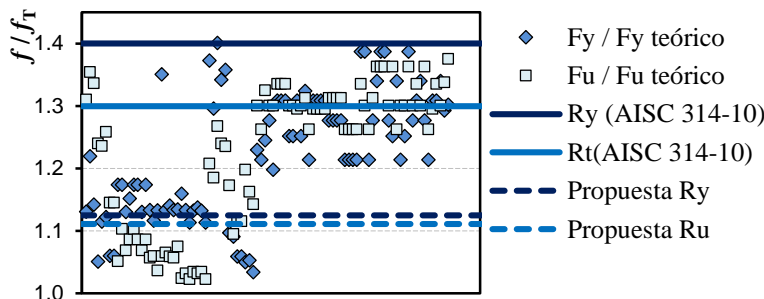 f / fT
1.4
1.3
1.2
1.1
1.0
Fy / Fy teórico
Fu / Fu teórico
Ry (AISC 314-10)
Rt(AISC 314-10)
Propuesta Ry
Propuesta Ru